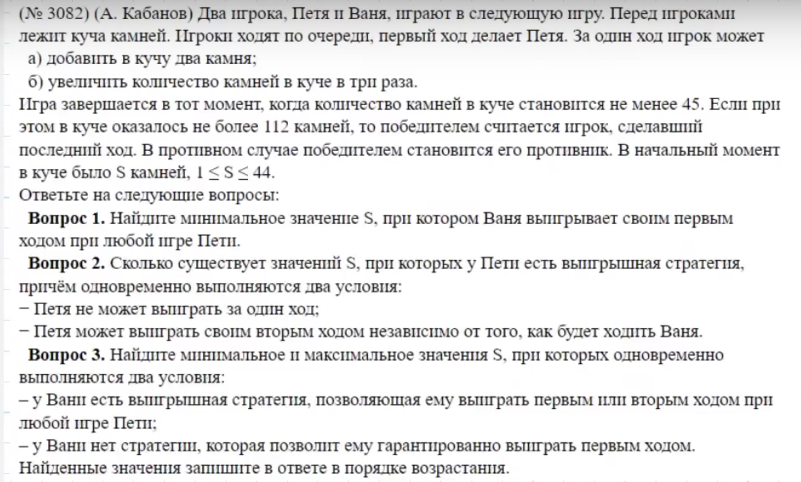 (№ 3082) (А. Кабанов) Два игрока, Петя и Ваня, играют в следующую игру. Перед игроками
лежит куча камней. Игроки ходят по очереди, первый ход делает Петя. За один ход игрок может
а) добавить в кучу два камня;
б) увеличить количество камней в куче в три раза.
Игра завершается в тот момент, когда количество камней в куче становится не менее 45. Если при
этом в куче оказалось не более 112 камней, то победителем считается игрок, сделавший
последний ход. В противном случае победителем становится его противник. В начальный момент
в куче было S камней, 1 ≤ S ≤ 44.
Ответьте на следующие вопросы:
Вопрос 1. Найдите минимальное значение S, при котором Ваня выигрывает своим первым
ходом при любой игре Пети.
Вопрос 2. Сколько существует значений S, при которых у Пети есть выигрышная стратегия,
причём одновременно выполняются два условия:
− Петя не может выиграть за один ход;
− Петя может выиграть своим вторым ходом независимо от того, как будет ходить Ваня.
Вопрос 3. Найдите минимальное и максимальное значения S, при которых одновременно
выполняются два условия:
– у Вани есть выигрышная стратегия, позволяющая ему выиграть первым или вторым ходом при
любой игре Пети;
– у Вани нет стратегии, которая позволит ему гарантированно выиграть первым ходом.
Найденные значения запишите в ответе в порядке возрастания.